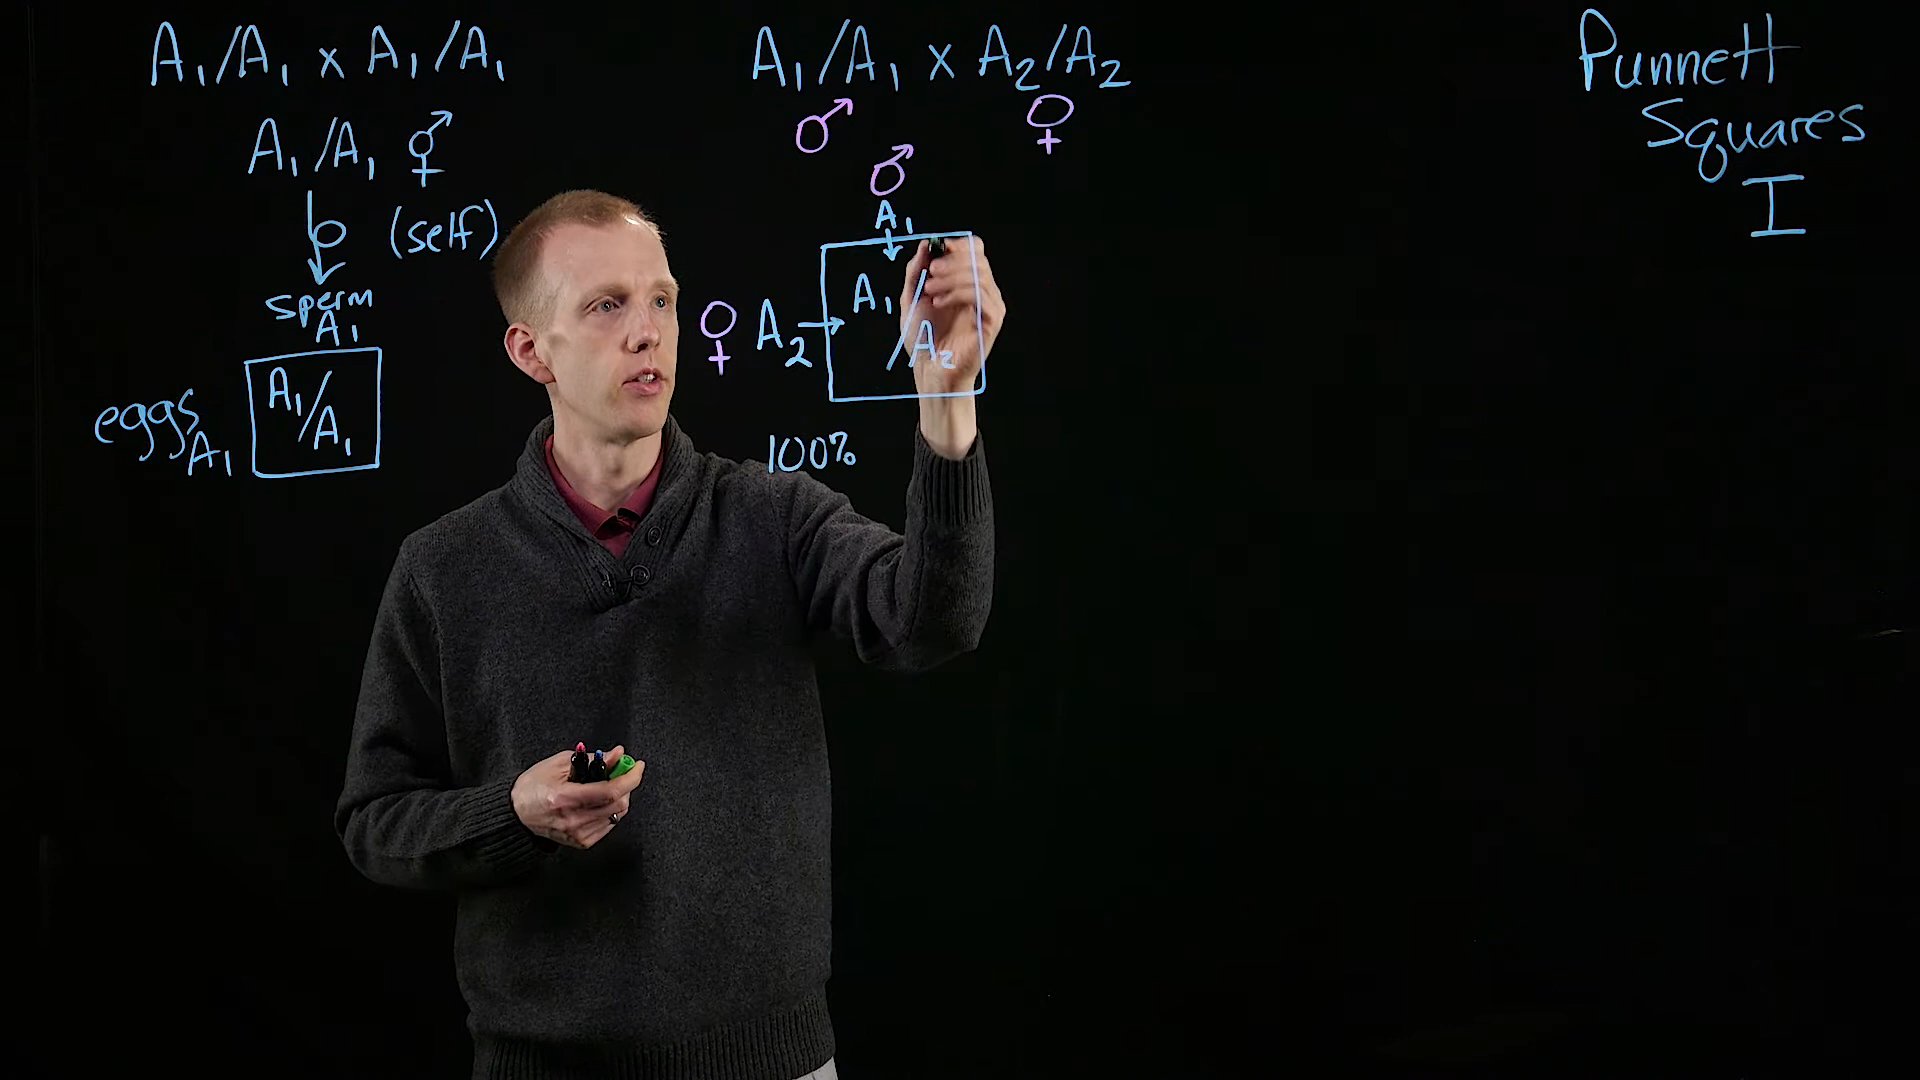 A₁/A₁ x A₁/A₁
A₁/A₁ ⚥
(self)
sperm
A₁
eggs
A₁
A₁/A₁
A₁/A₁ x A₂/A₂
♂ ♀
♂
A₁
♀ A₂
A₁/A₂
100%
Punnett
Squares
I